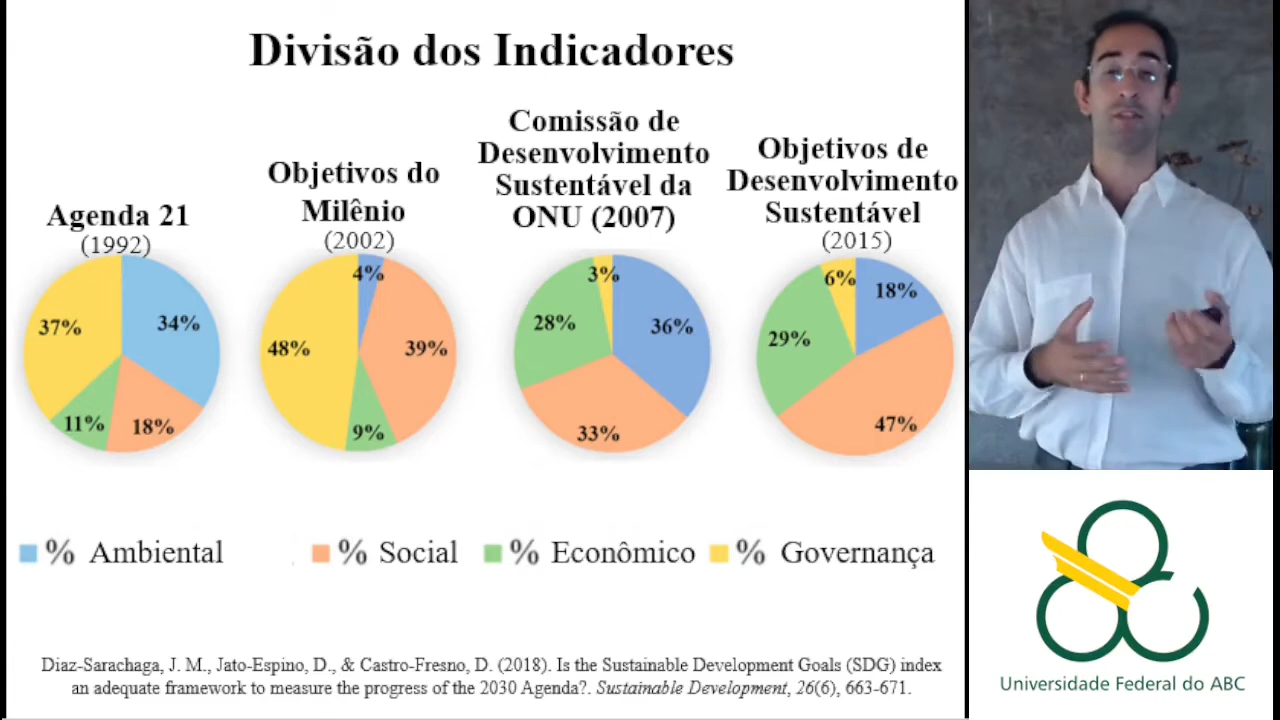 Divisão dos Indicadores
Agenda 21
(1992)
37%
34%
11%
18%
Objetivos do
Milênio
(2002)
4%
48%
39%
9%
Comissão de
Desenvolvimento
Sustentável da
ONU (2007)
3%
28%
36%
33%
Objetivos de
Desenvolvimento
Sustentável
(2015)
6%
18%
29%
47%
% Ambiental
% Social
% Econômico
% Governança
Diaz-Sarachaga, J. M., Jato-Espino, D., & Castro-Fresno, D. (2018). Is the Sustainable Development Goals (SDG) index
an adequate framework to measure the progress of the 2030 Agenda?. Sustainable Development, 26(6), 663-671.
Universidade Federal do ABC